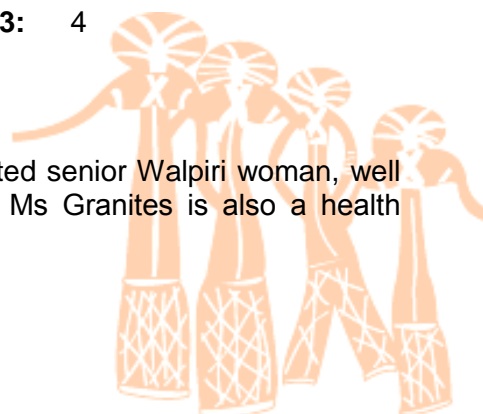 3: 4
ted senior Walpiri woman, well
Ms Granites is also a health